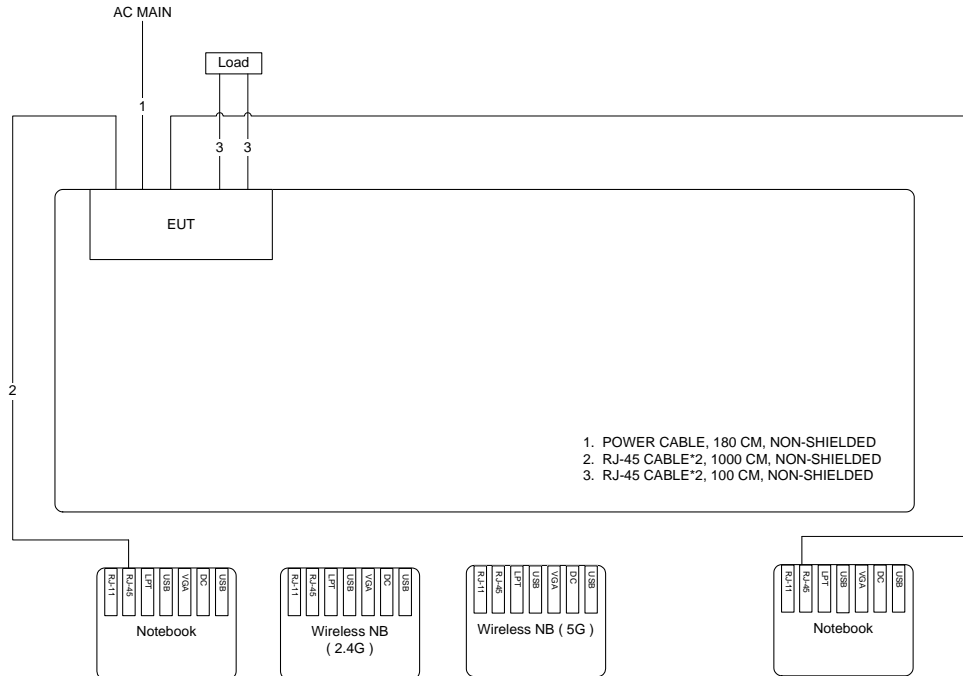 AC MAIN
Load
1
3 3
EUT
2
1. POWER CABLE, 180 CM, NON-SHIELDED
2. RJ-45 CABLE*2, 1000 CM, NON-SHIELDED
3. RJ-45 CABLE*2, 100 CM, NON-SHIELDED
RJ-11
RJ-45
LPT
USB
VGA
DC
USB
Notebook
RJ-11
RJ-45
LPT
USB
VGA
DC
USB
Wireless NB
( 2.4G )
RJ-11
RJ-45
LPT
USB
VGA
DC
USB
Wireless NB ( 5G )
RJ-11
RJ-45
LPT
USB
VGA
DC
USB
Notebook